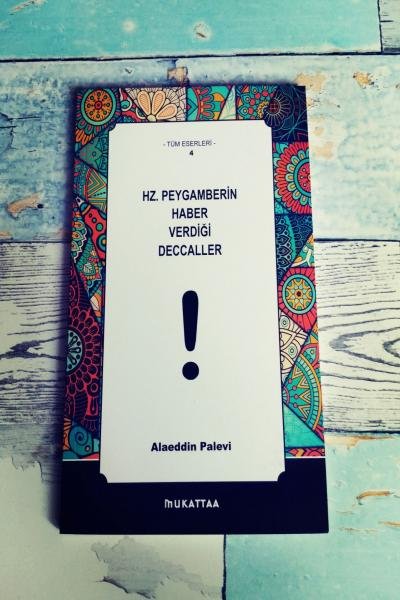 - TÜM ESERLERİ -
4
HZ. PEYGAMBERİN
HABER
VERDİĞİ
DECCALLER
!
Alaeddin Palevi
MUKATTAA